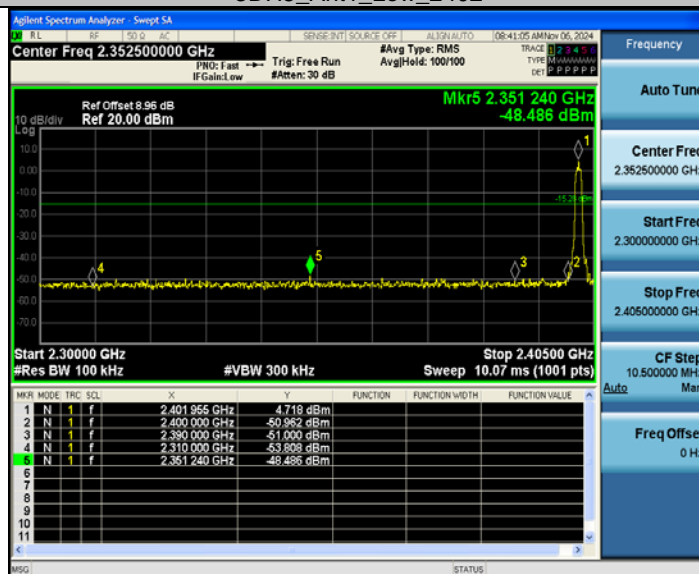 Agilent Spectrum Analyzer - Swept SA
RL RF 50 Ω AC SENSE:INT SOURCE OFF ALIGN AUTO 08:41:05 AM Nov 06, 2024
Center Freq 2.352500000 GHz
PNO: Fast
IFGain:Low
Trig: Free Run
#Atten: 30 dB
#Avg Type: RMS
Avg|Hold: 100/100
TRACE 1 2 3 4 5 6
TYPE M
DET P P P P P P
Frequency
Auto Tune
Center Freq
2.352500000 GHz
Start Freq
2.300000000 GHz
Stop Freq
2.405000000 GHz
CF Step
10.500000 MHz
Auto Man
Freq Offset
0 Hz
Mkr5 2.351 240 GHz
-48.486 dBm
Ref Offset 8.96 dB
10 dB/div Ref 20.00 dBm
Log
10.0
0.00
-10.0
-20.0
-30.0
-40.0
-50.0
-60.0
-70.0
1
2
3
4
5
Start 2.30000 GHz Stop 2.40500 GHz
#Res BW 100 kHz #VBW 300 kHz Sweep 10.07 ms (1001 pts)
MKR MODE TRC SCL X Y FUNCTION FUNCTION WIDTH FUNCTION VALUE
1 N 1 f 2.401 955 GHz 4.718 dBm
2 N 1 f 2.400 000 GHz -50.962 dBm
3 N 1 f 2.390 000 GHz -51.000 dBm
4 N 1 f 2.310 000 GHz -53.808 dBm
5 N 1 f 2.351 240 GHz -48.486 dBm
6
7
8
9
10
11
MSG STATUS